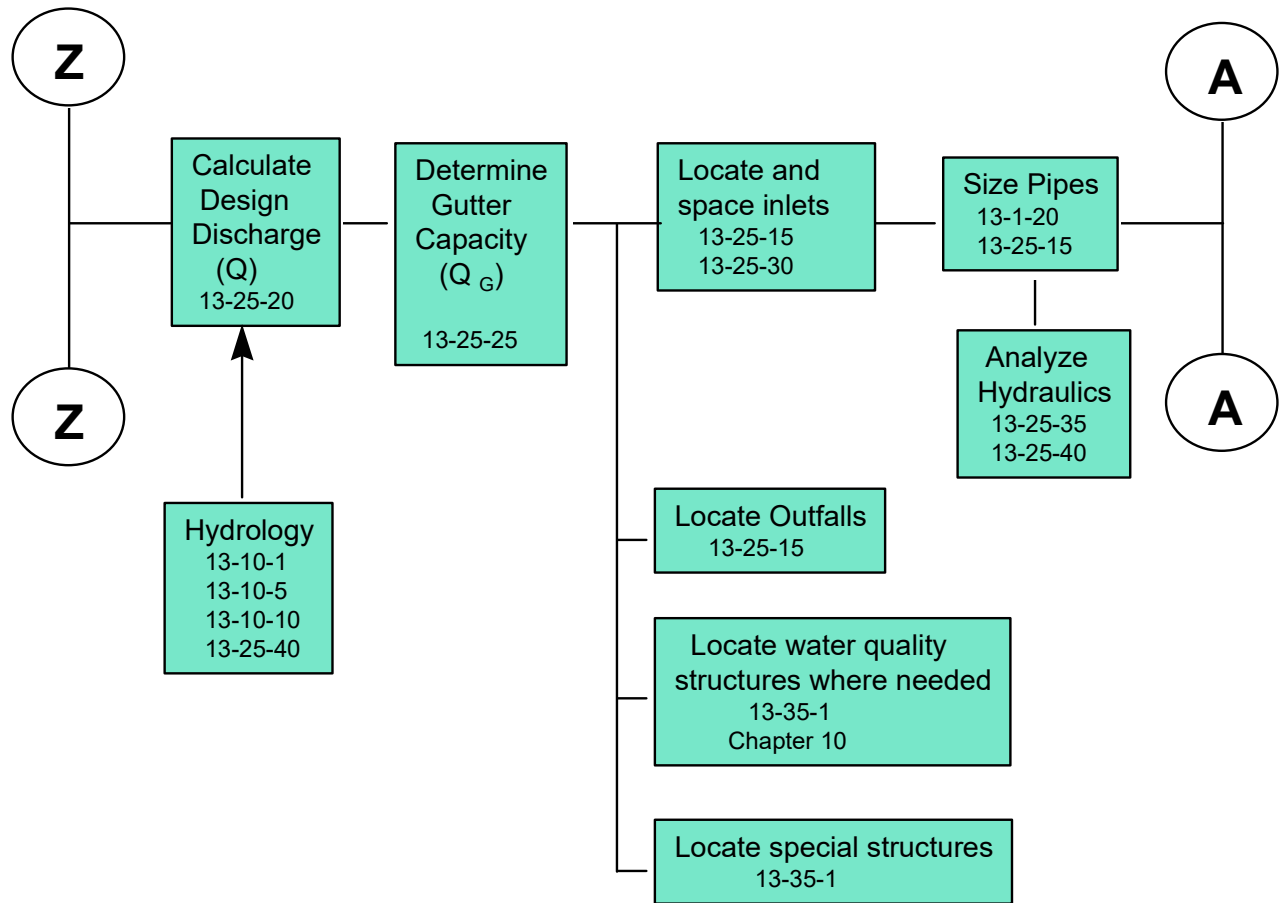 Z
Z
Calculate
Design
Discharge
(Q)
13-25-20
Hydrology
13-10-1
13-10-5
13-10-10
13-25-40
Determine
Gutter
Capacity
(Q G)
13-25-25
Locate and
space inlets
13-25-15
13-25-30
Locate Outfalls
13-25-15
Locate water quality
structures where needed
13-35-1
Chapter 10
Locate special structures
13-35-1
Size Pipes
13-1-20
13-25-15
Analyze
Hydraulics
13-25-35
13-25-40
A
A